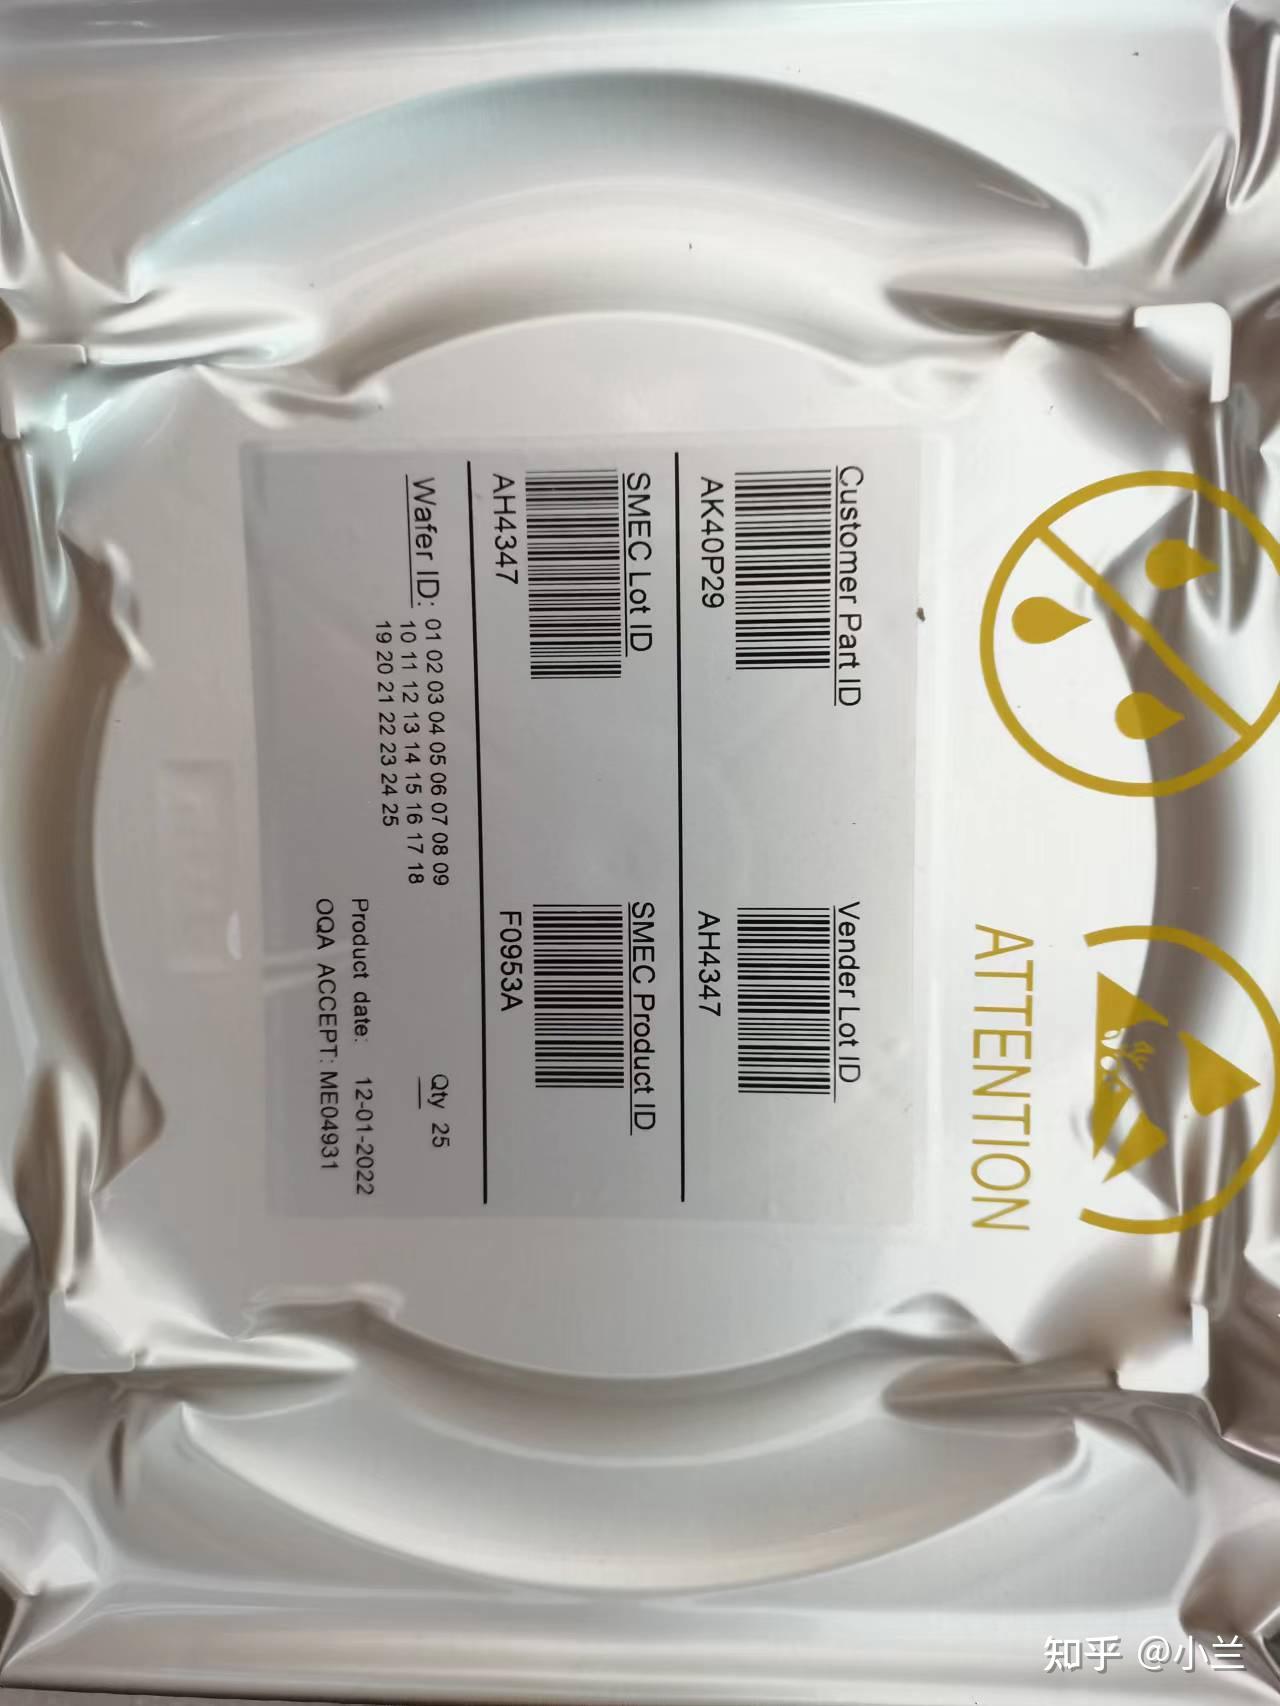 ATTENTION
Customer Part ID
AK40P29
Vender Lot ID
AH4347
SMEC Lot ID
AH4347
SMEC Product ID
F0953A
Wafer ID: 01 02 03 04 05 06 07 08 09
10 11 12 13 14 15 16 17 18
19 20 21 22 23 24 25
Qty 25
Product date: 12-01-2022
OQA ACCEPT: ME04931
知乎 @小兰